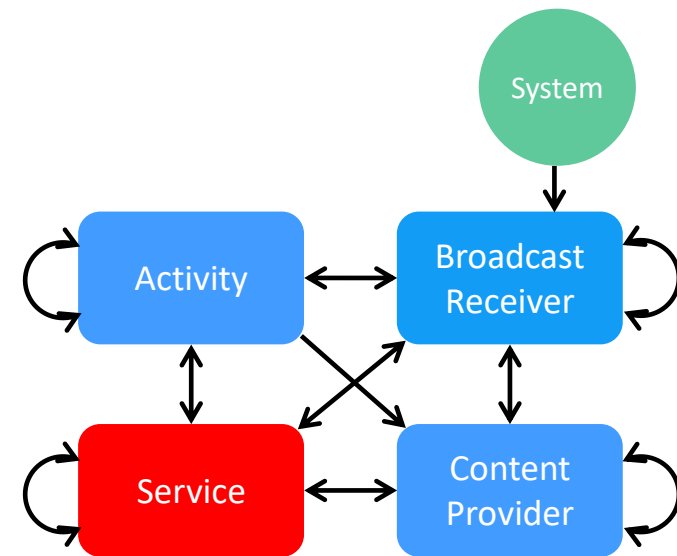 System
Activity
Broadcast
Receiver
Service
Content
Provider